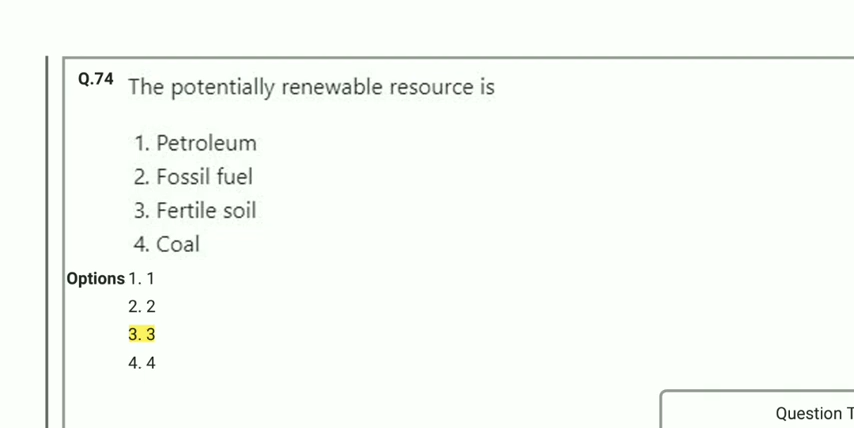 Q.74 The potentially renewable resource is
1. Petroleum
2. Fossil fuel
3. Fertile soil
4. Coal
Options 1. 1
2. 2
3. 3
4. 4
Question T